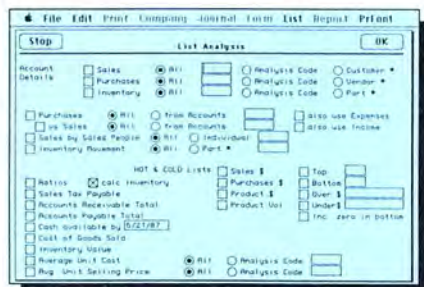 File Edit Print Company Journal Form List Report PrFont
Stop List Analysis OK
Account Details
Sales All Analysis Code Customer *
Purchases All Analysis Code Vendor *
Inventory All Analysis Code Part *
Purchases All from Accounts also use Expenses
vs Sales All from Accounts also use Income
Sales by Sales People All Individual
Inventory Movement All Part *
HOT & COLD Lists Sales $ Top
Ratios calc inventory Purchases $ Bottom
Sales Tax Payable Product $ Over $
Accounts Receivable Total Product Vol Under$
Accounts Payable Total Inc. zero in bottom
Cash available by 6/21/87
Cost of Goods Sold
Inventory Value
Average Unit Cost All Analysis Code
Avg. Unit Selling Price All Analysis Code